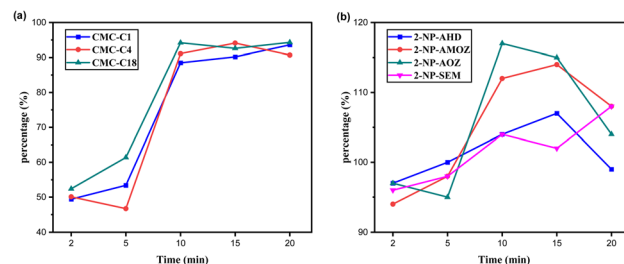 (a)
CMC-C1
CMC-C4
CMC-C18
percentage (%)
100
90
80
70
60
50
40
2
5
10
15
20
Time (min)
(b)
2-NP-AHD
2-NP-AMOZ
2-NP-AOZ
2-NP-SEM
percentage (%)
120
110
100
90
2
5
10
15
20
Time (min)